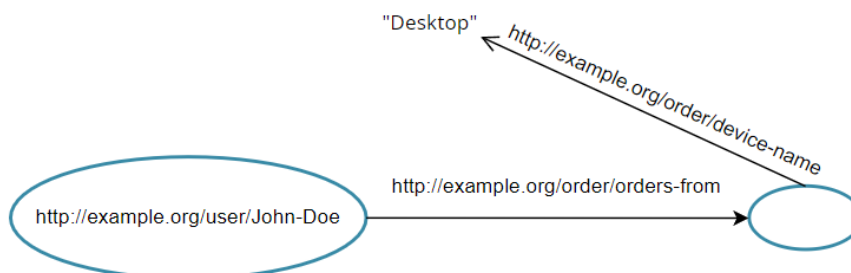 "Desktop"
http://example.org/order/device-name
http://example.org/order/orders-from
http://example.org/user/John-Doe